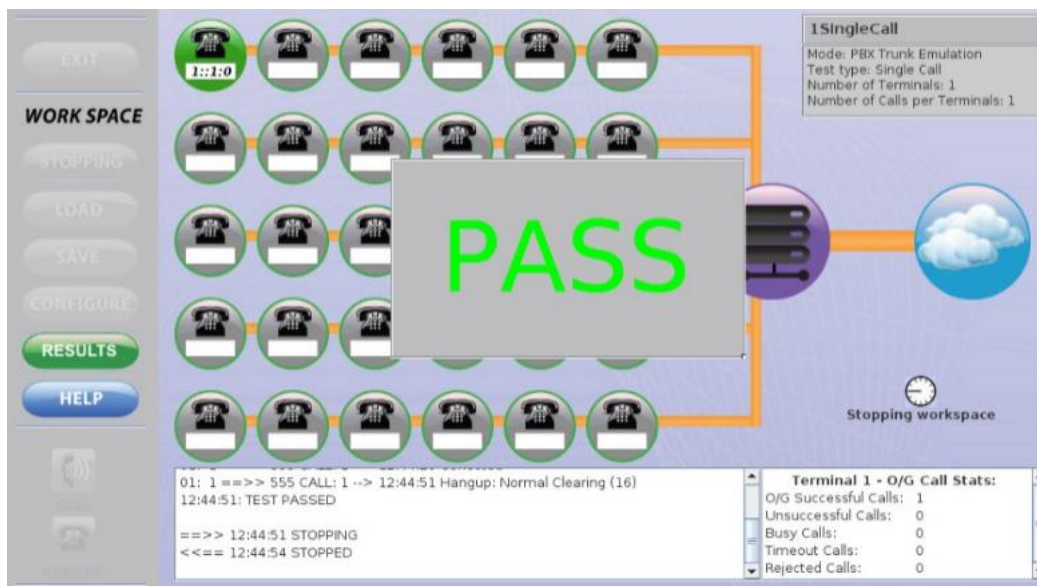 EXIT
WORK SPACE
STOPPING
LOAD
SAVE
CONFIGURE
RESULTS
HELP
1::1:0
1SIngleCall
Mode: PBX Trunk Emulation
Test type: Single Call
Number of Terminals: 1
Number of Calls per Terminals: 1
PASS
Stopping workspace
01: 1 ==>> 555 CALL: 1 --> 12:44:51 Hangup: Normal Clearing (16)
12:44:51: TEST PASSED
==>> 12:44:51 STOPPING
<<== 12:44:54 STOPPED
Terminal 1 - O/G Call Stats:
O/G Successful Calls: 1
Unsuccessful Calls: 0
Busy Calls: 0
Timeout Calls: 0
Rejected Calls: 0